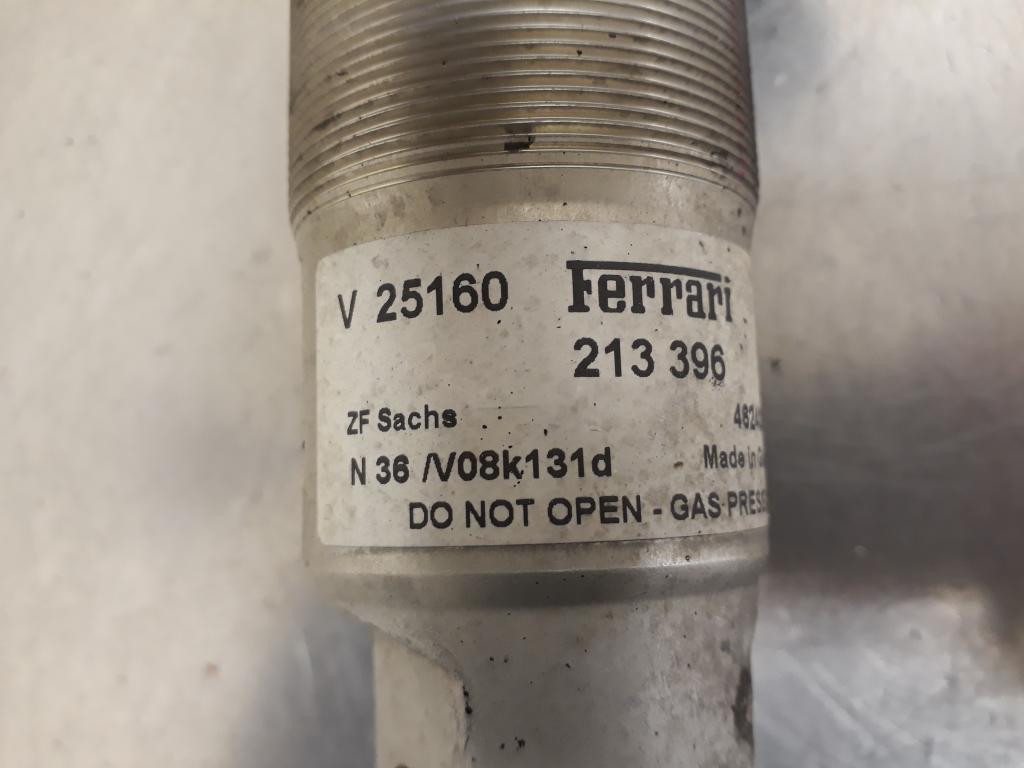 V 25160 Ferrari
213 396
ZF Sachs
N 36 /V08k131d Made in
DO NOT OPEN - GAS